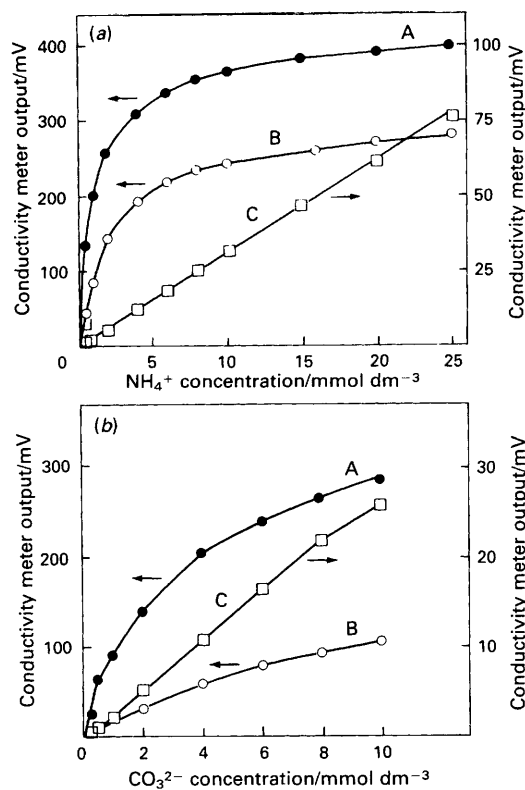 (a)
A
B
C
Conductivity meter output/mV
400
300
200
100
0
Conductivity meter output/mV
100
75
50
25
0 5 10 15 20 25
NH₄⁺ concentration/mmol dm⁻³
(b)
A
C
B
Conductivity meter output/mV
300
200
100
Conductivity meter output/mV
30
20
10
0 2 4 6 8 10
CO₃²⁻ concentration/mmol dm⁻³